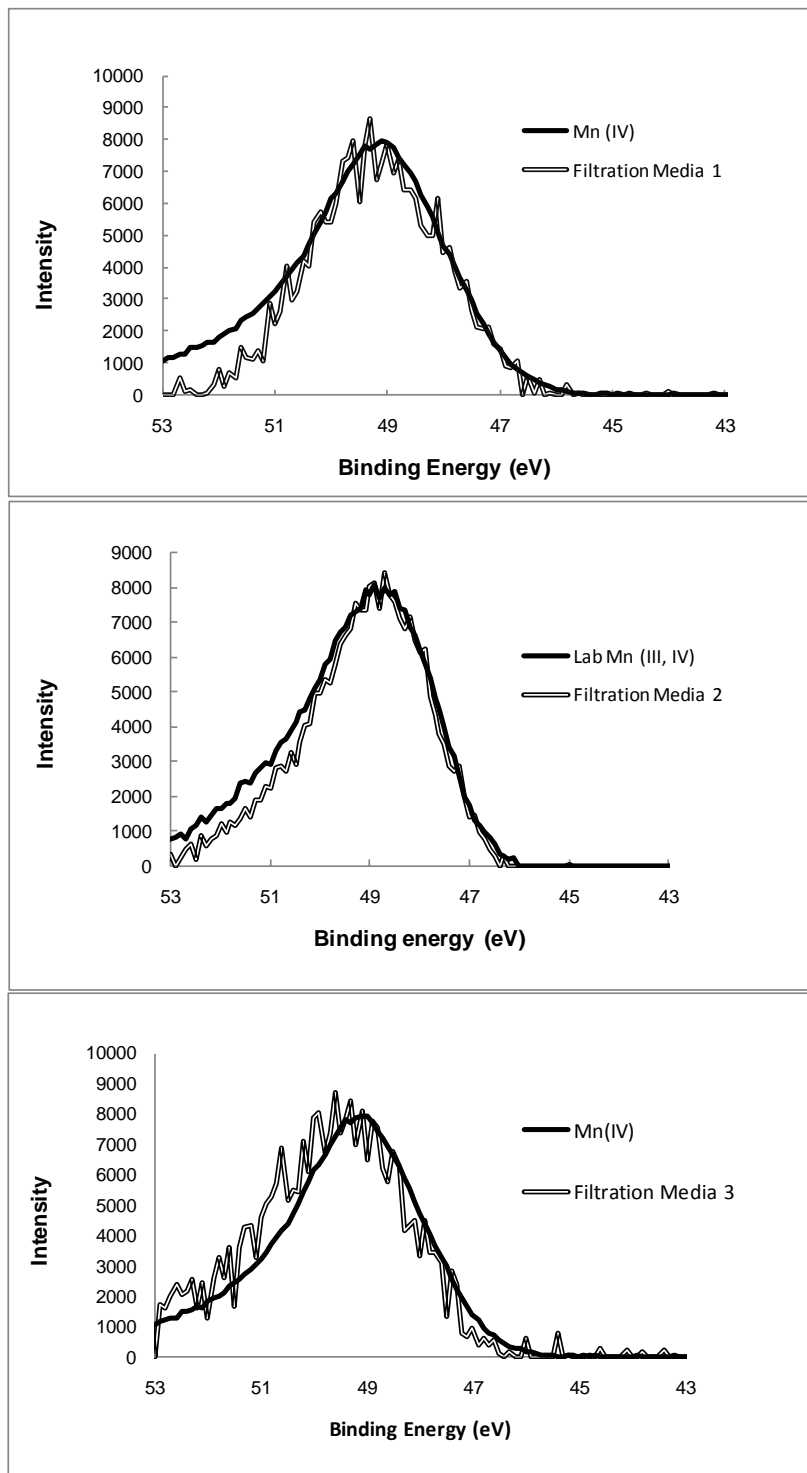 10000
9000
8000
7000
6000
5000
4000
3000
2000
1000
0
Intensity
Mn (IV)
Filtration Media 1
53 51 49 47 45 43
Binding Energy (eV)
9000
8000
7000
6000
5000
4000
3000
2000
1000
0
Intensity
Lab Mn (III, IV)
Filtration Media 2
53 51 49 47 45 43
Binding energy (eV)
10000
9000
8000
7000
6000
5000
4000
3000
2000
1000
0
Intensity
Mn(IV)
Filtration Media 3
53 51 49 47 45 43
Binding Energy (eV)